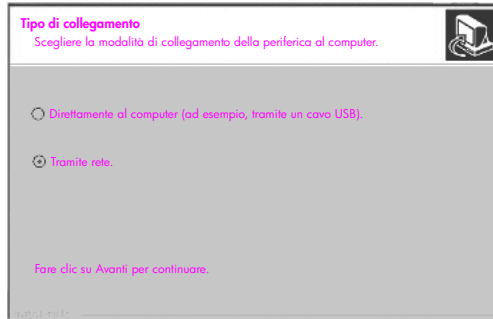 Tipo di collegamento
Scegliere la modalità di collegamento della periferica al computer.
Direttamente al computer (ad esempio, tramite un cavo USB).
Tramite rete.
Fare clic su Avanti per continuare.